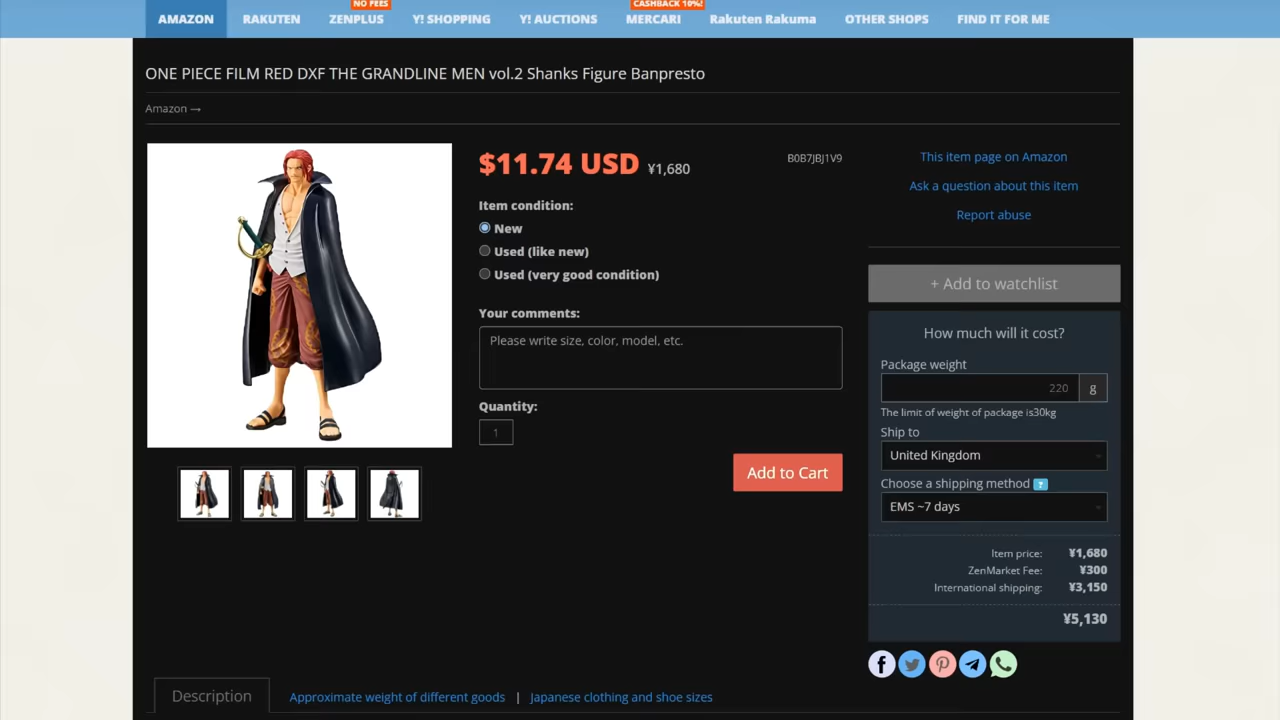 NO FEES
CASHBACK 10%!
AMAZON RAKUTEN ZENPLUS Y! SHOPPING Y! AUCTIONS MERCARI Rakuten Rakuma OTHER SHOPS FIND IT FOR ME
ONE PIECE FILM RED DXF THE GRANDLINE MEN vol.2 Shanks Figure Banpresto
Amazon →
$11.74 USD ¥1,680
B0B7JBJ1V9
Item condition:
New
Used (like new)
Used (very good condition)
Your comments:
Please write size, color, model, etc.
Quantity:
1
Add to Cart
This item page on Amazon
Ask a question about this item
Report abuse
+ Add to watchlist
How much will it cost?
Package weight
220 g
The limit of weight of package is30kg
Ship to
United Kingdom
Choose a shipping method ?
EMS ~7 days
Item price: ¥1,680
ZenMarket Fee: ¥300
International shipping: ¥3,150
¥5,130
Description
Approximate weight of different goods | Japanese clothing and shoe sizes